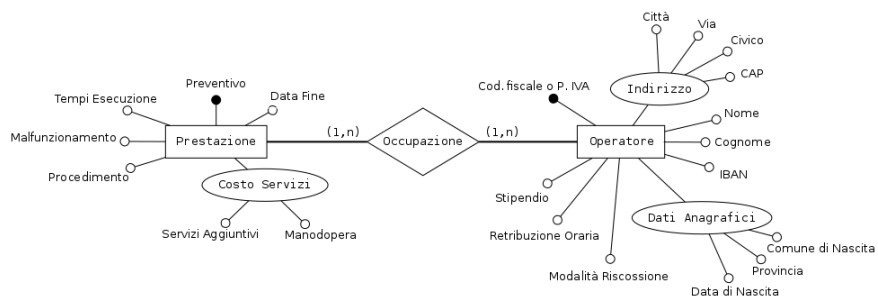 Città
Via
Civico
CAP
Indirizzo
Preventivo
Cod. fiscale o P. IVA
Tempi Esecuzione
Data Fine
Nome
Malfunzionamento
Prestazione
(1,n)
Occupazione
(1,n)
Operatore
Cognome
Procedimento
IBAN
Costo Servizi
Stipendio
Dati Anagrafici
Servizi Aggiuntivi
Manodopera
Retribuzione Oraria
Comune di Nascita
Modalità Riscossione
Provincia
Data di Nascita